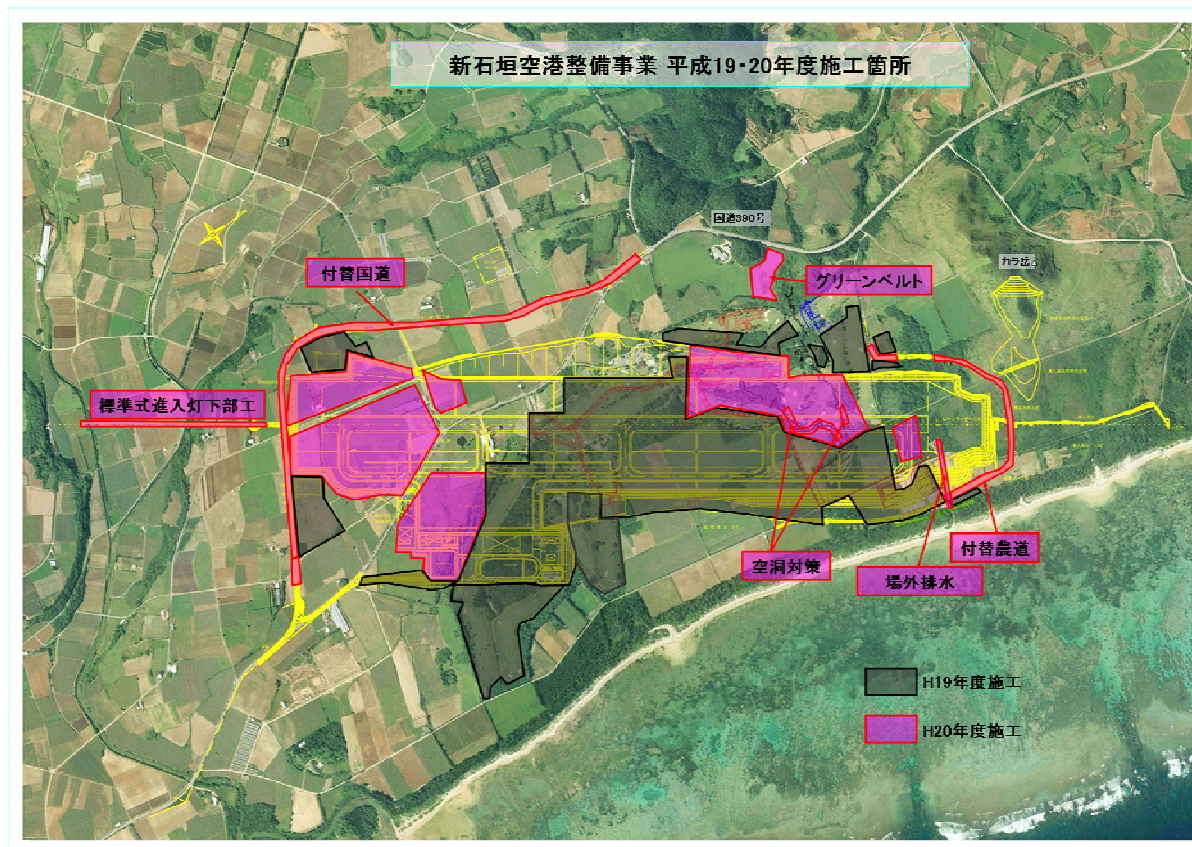 新石垣空港整備事業 平成19・20年度施工箇所
国道390号
カラ岳
付替国道
グリーンベルト
標準式進入灯下部工
空洞対策
付替農道
場外排水
H19年度施工
H20年度施工